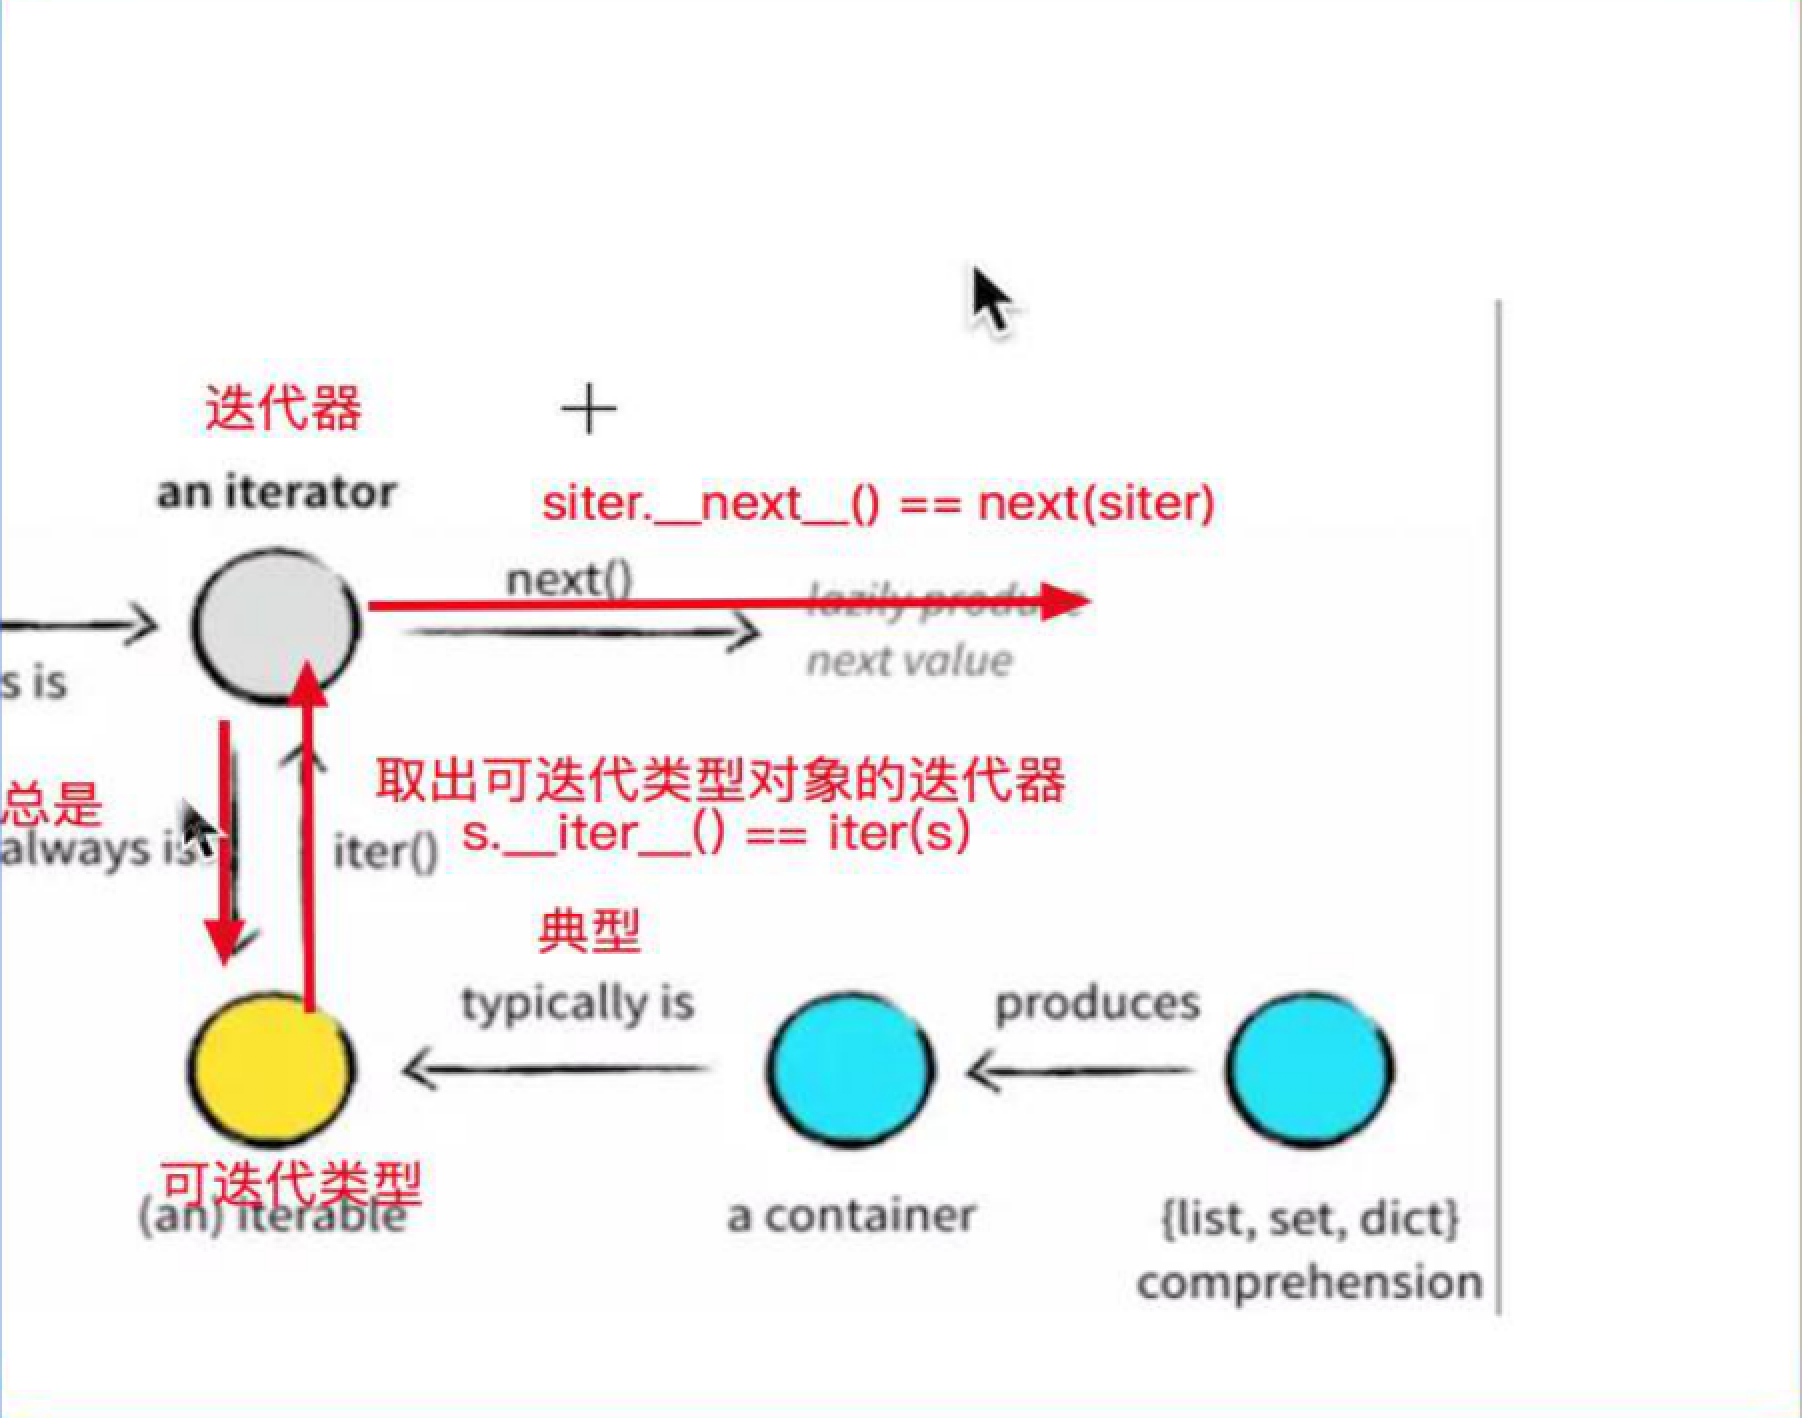 迭代器
an iterator
siter.__next__() == next(siter)
next()
lazily produce
next value
s is
取出可迭代类型对象的迭代器
总是
s.__iter__() == iter(s)
always is
iter()
典型
typically is
produces
可迭代类型
(an) iterable
a container
{list, set, dict}
comprehension